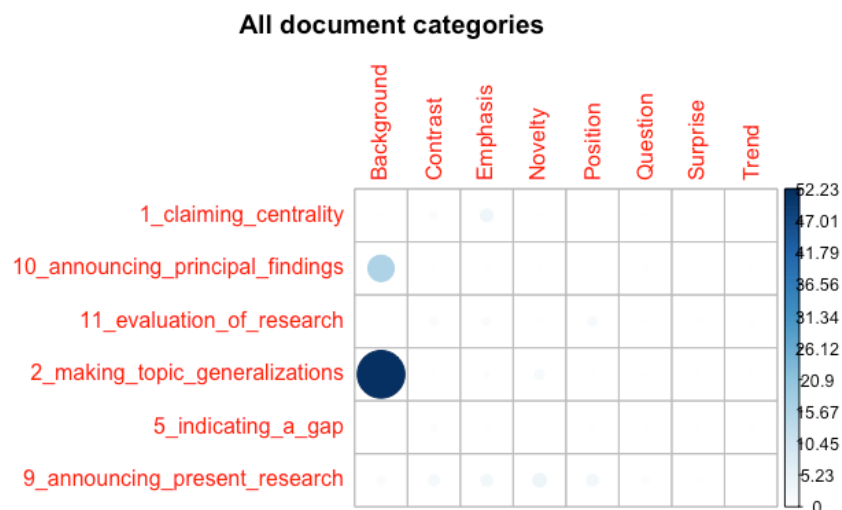 All document categories
Background
Contrast
Emphasis
Novelty
Position
Question
Surprise
Trend
1_claiming_centrality
10_announcing_principal_findings
11_evaluation_of_research
2_making_topic_generalizations
5_indicating_a_gap
9_announcing_present_research
52.23
47.01
41.79
36.56
31.34
26.12
20.9
15.67
10.45
5.23
0